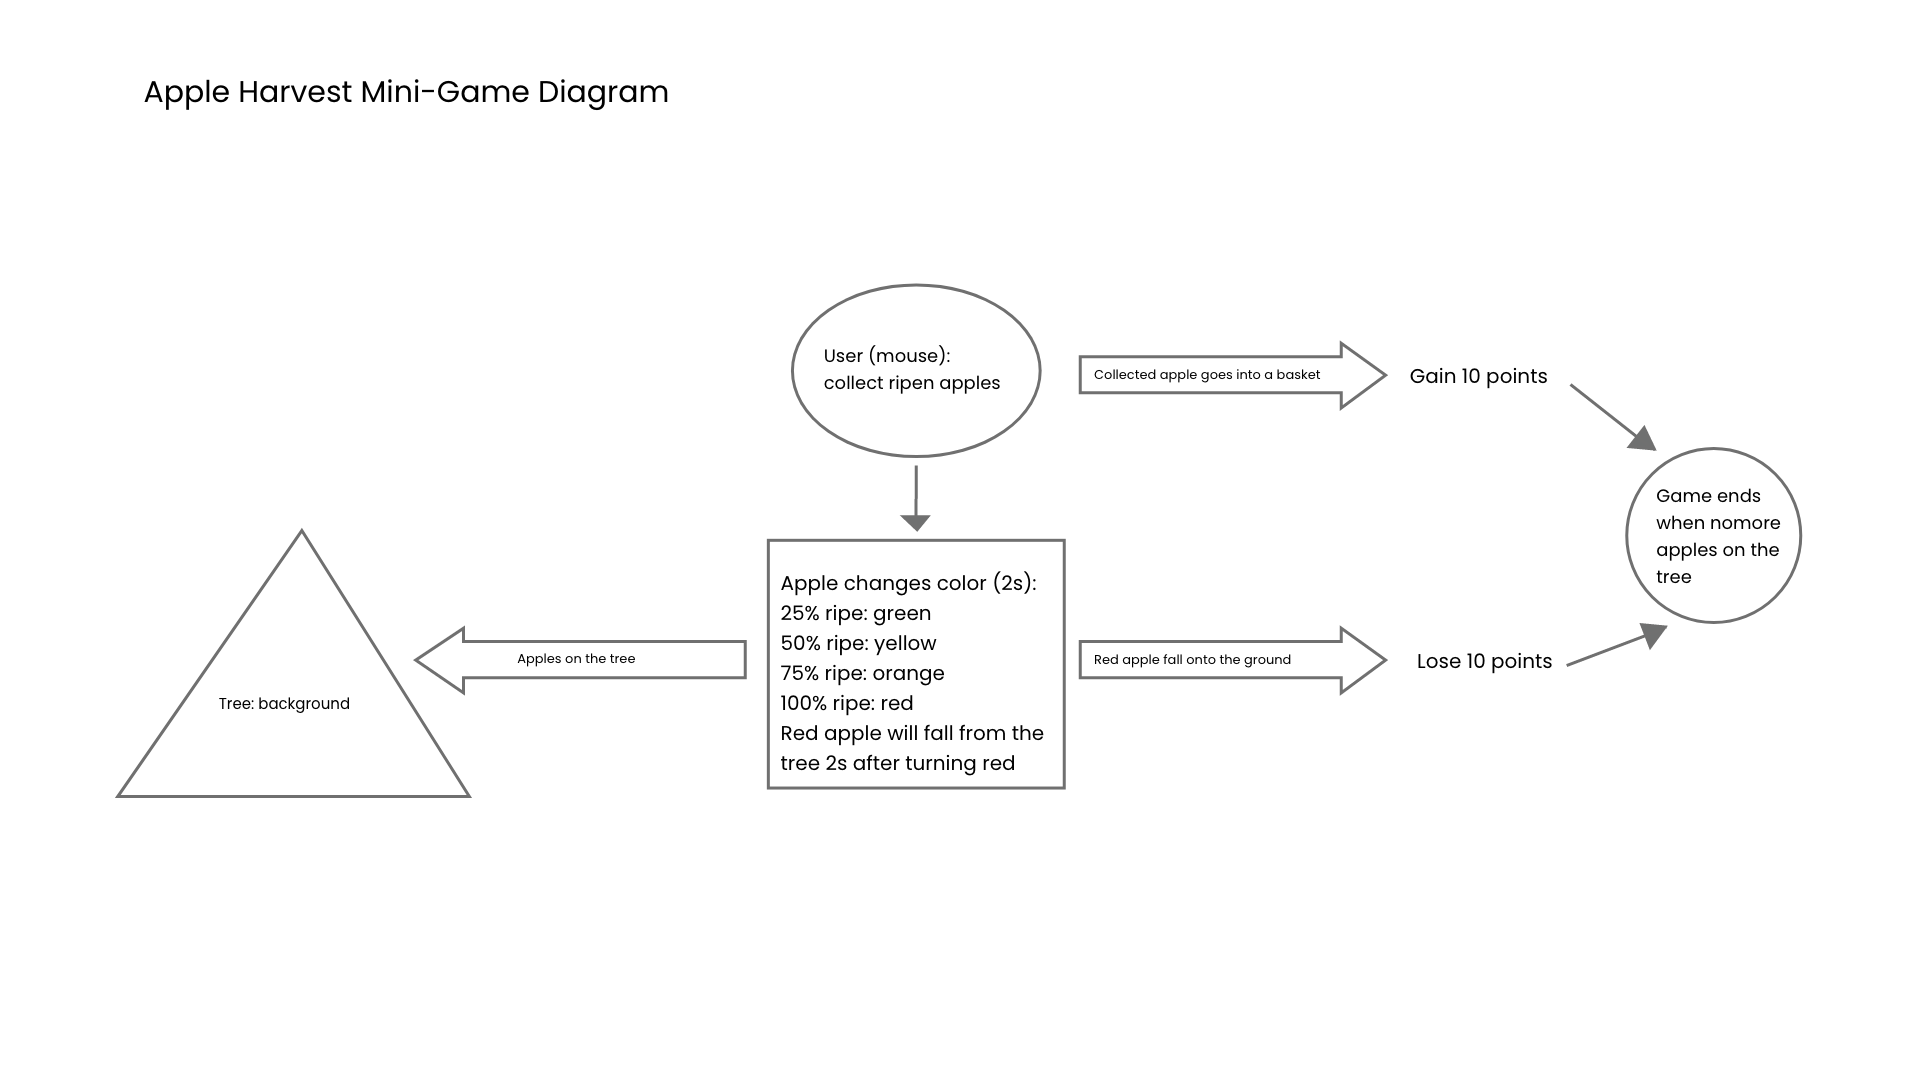 Apple Harvest Mini-Game Diagram
User (mouse):
collect ripen apples
Collected apple goes into a basket
Gain 10 points
Game ends
when nomore
apples on the
tree
Apple changes color (2s):
25% ripe: green
50% ripe: yellow
75% ripe: orange
100% ripe: red
Red apple will fall from the
tree 2s after turning red
Apples on the tree
Tree: background
Red apple fall onto the ground
Lose 10 points